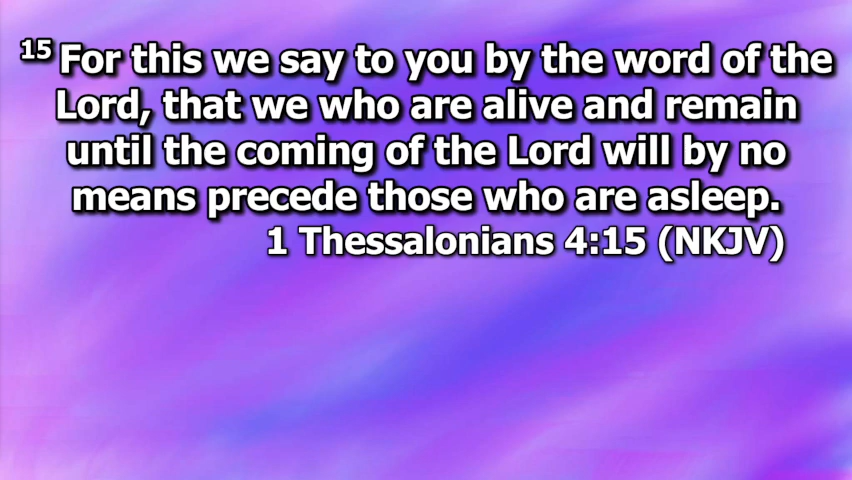 15 For this we say to you by the word of the
Lord, that we who are alive and remain
until the coming of the Lord will by no
means precede those who are asleep.
1 Thessalonians 4:15 (NKJV)